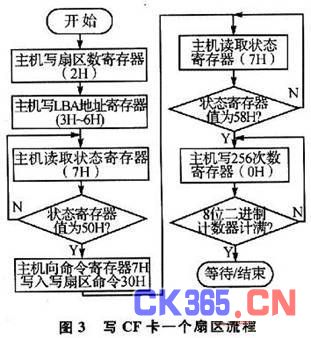 开始
主机写扇区数寄存器
(2H)
主机写LBA地址寄存器
(3H~6H)
主机读取状态寄存器
(7H)
状态寄存器
值为50H?
N
Y
主机向命令寄存器7H
写入写扇区命令30H
主机读取状态
寄存器(7H)
状态寄存器
值为58H?
N
Y
主机写256次数
寄存器(0H)
8位二进制
计数器计满?
N
Y
等待/结束
CK365.CN
图 3 写 CF 卡一个扇区流程